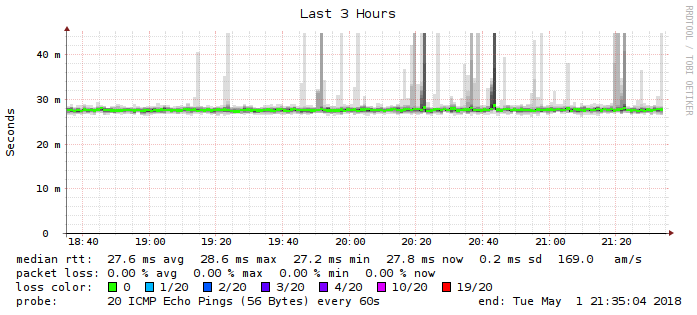 Last 3 Hours
RRDTOOL / TOBI OETIKER
Seconds
40 m
30 m
20 m
10 m
0
18:40 19:00 19:20 19:40 20:00 20:20 20:40 21:00 21:20
median rtt: 27.6 ms avg 28.6 ms max 27.2 ms min 27.8 ms now 0.2 ms sd 169.0 am/s
packet loss: 0.00 % avg 0.00 % max 0.00 % min 0.00 % now
loss color: 0 1/20 2/20 3/20 4/20 10/20 19/20
probe: 20 ICMP Echo Pings (56 Bytes) every 60s end: Tue May 1 21:35:04 2018